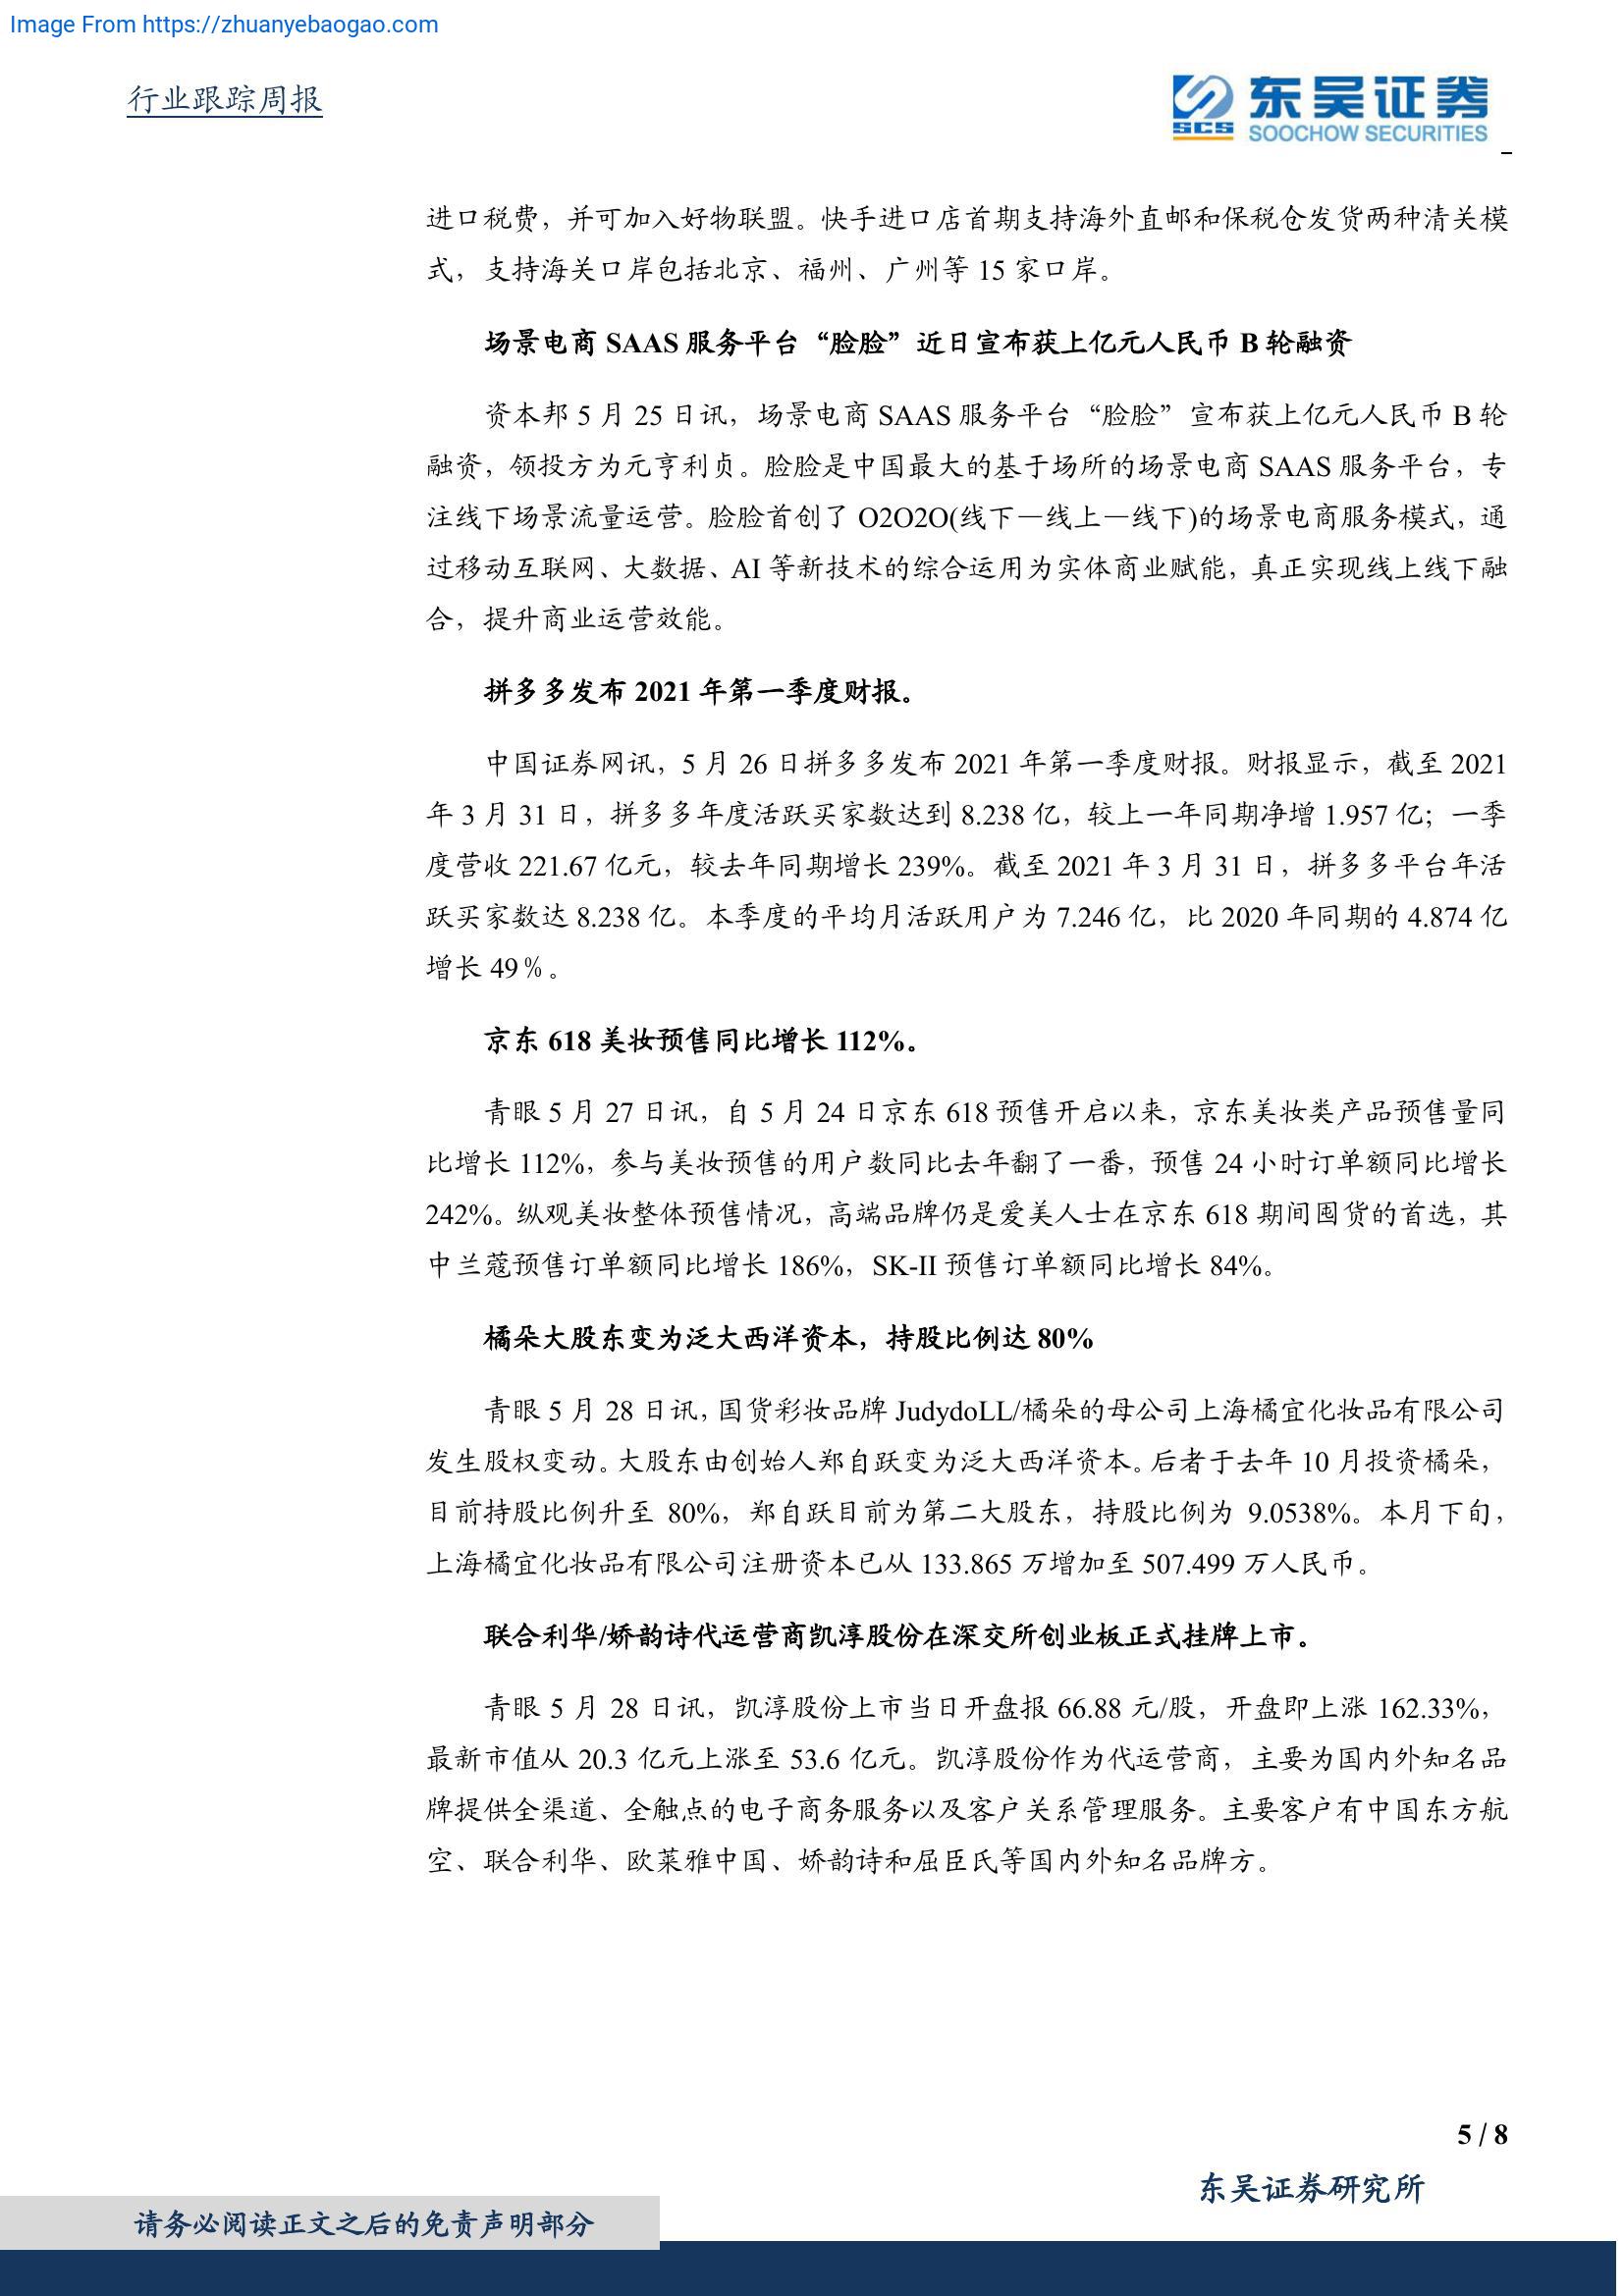 Image From https://zhuanyebaogao.com
行业跟踪周报
SCS
东吴证券
SOOCHOW SECURITIES
进口税费，并可加入好物联盟。快手进口店首期支持海外直邮和保税仓发货两种清关模
式，支持海关口岸包括北京、福州、广州等 15 家口岸。
场景电商 SAAS 服务平台“脸脸”近日宣布获上亿元人民币 B 轮融资
资本邦 5 月 25 日讯，场景电商 SAAS 服务平台“脸脸”宣布获上亿元人民币 B 轮
融资，领投方为元亨利贞。脸脸是中国最大的基于场所的场景电商 SAAS 服务平台，专
注线下场景流量运营。脸脸首创了 O2O2O(线下—线上—线下)的场景电商服务模式，通
过移动互联网、大数据、AI 等新技术的综合运用为实体商业赋能，真正实现线上线下融
合，提升商业运营效能。
拼多多发布 2021 年第一季度财报。
中国证券网讯，5 月 26 日拼多多发布 2021 年第一季度财报。财报显示，截至 2021
年 3 月 31 日，拼多多年度活跃买家数达到 8.238 亿，较上一年同期净增 1.957 亿；一季
度营收 221.67 亿元，较去年同期增长 239%。截至 2021 年 3 月 31 日，拼多多平台年活
跃买家数达 8.238 亿。本季度的平均月活跃用户为 7.246 亿，比 2020 年同期的 4.874 亿
增长 49％。
京东 618 美妆预售同比增长 112%。
青眼 5 月 27 日讯，自 5 月 24 日京东 618 预售开启以来，京东美妆类产品预售量同
比增长 112%，参与美妆预售的用户数同比去年翻了一番，预售 24 小时订单额同比增长
242%。纵观美妆整体预售情况，高端品牌仍是爱美人士在京东 618 期间囤货的首选，其
中兰蔻预售订单额同比增长 186%，SK-II 预售订单额同比增长 84%。
橘朵大股东变为泛大西洋资本，持股比例达 80%
青眼 5 月 28 日讯，国货彩妆品牌 JudydoLL/橘朵的母公司上海橘宜化妆品有限公司
发生股权变动。大股东由创始人郑自跃变为泛大西洋资本。后者于去年 10 月投资橘朵，
目前持股比例升至 80%，郑自跃目前为第二大股东，持股比例为 9.0538%。本月下旬，
上海橘宜化妆品有限公司注册资本已从 133.865 万增加至 507.499 万人民币。
联合利华/娇韵诗代运营商凯淳股份在深交所创业板正式挂牌上市。
青眼 5 月 28 日讯，凯淳股份上市当日开盘报 66.88 元/股，开盘即上涨 162.33%，
最新市值从 20.3 亿元上涨至 53.6 亿元。凯淳股份作为代运营商，主要为国内外知名品
牌提供全渠道、全触点的电子商务服务以及客户关系管理服务。主要客户有中国东方航
空、联合利华、欧莱雅中国、娇韵诗和屈臣氏等国内外知名品牌方。
5 / 8
东吴证券研究所
请务必阅读正文之后的免责声明部分